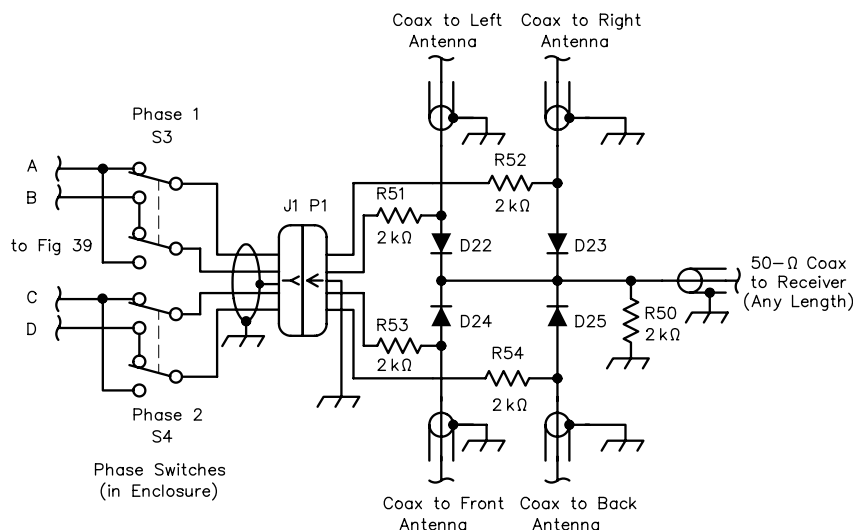 Coax to Left
Antenna
Coax to Right
Antenna
Phase 1
S3
A
B
to Fig 39
C
D
Phase 2
S4
Phase Switches
(in Enclosure)
J1 P1
R51
2 kΩ
R52
2 kΩ
D22
D23
D24
D25
R53
2 kΩ
R54
2 kΩ
R50
2 kΩ
50-Ω Coax
to Receiver
(Any Length)
Coax to Front
Antenna
Coax to Back
Antenna